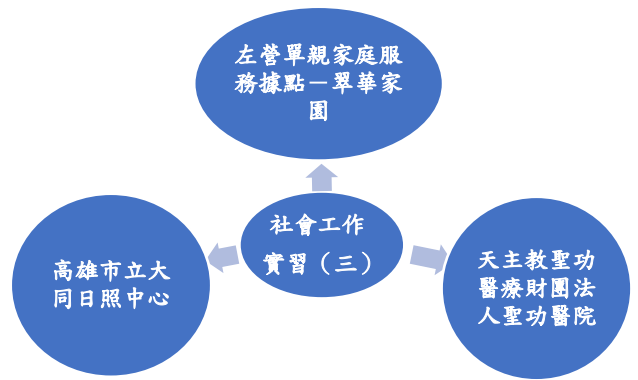 左營單親家庭服
務據點－翠華家
園
社會工作
實習（三）
高雄市立大
同日照中心
天主教聖功
醫療財團法
人聖功醫院